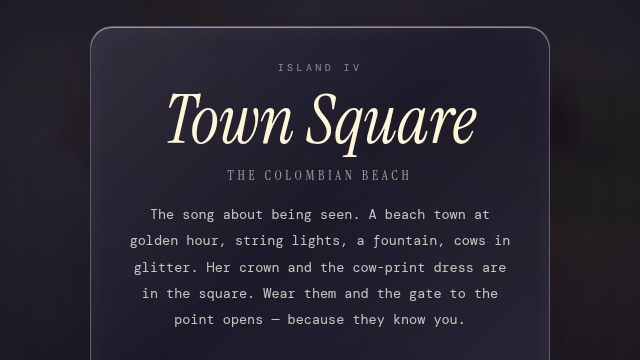 ISLAND IV
Town Square
THE COLOMBIAN BEACH
The song about being seen. A beach town at
golden hour, string lights, a fountain, cows in
glitter. Her crown and the cow-print dress are
in the square. Wear them and the gate to the
point opens — because they know you.